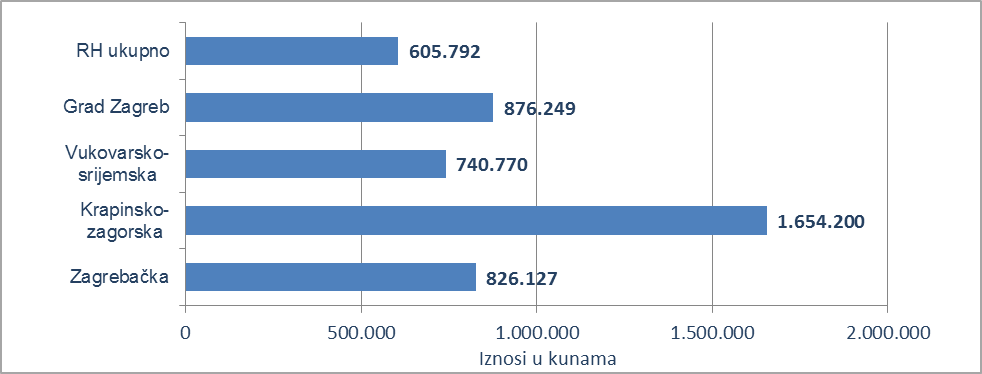 RH ukupno
605.792
Grad Zagreb
876.249
Vukovarsko-
srijemska
740.770
Krapinsko-
zagorska
1.654.200
Zagrebačka
826.127
0
500.000
1.000.000
1.500.000
2.000.000
Iznosi u kunama